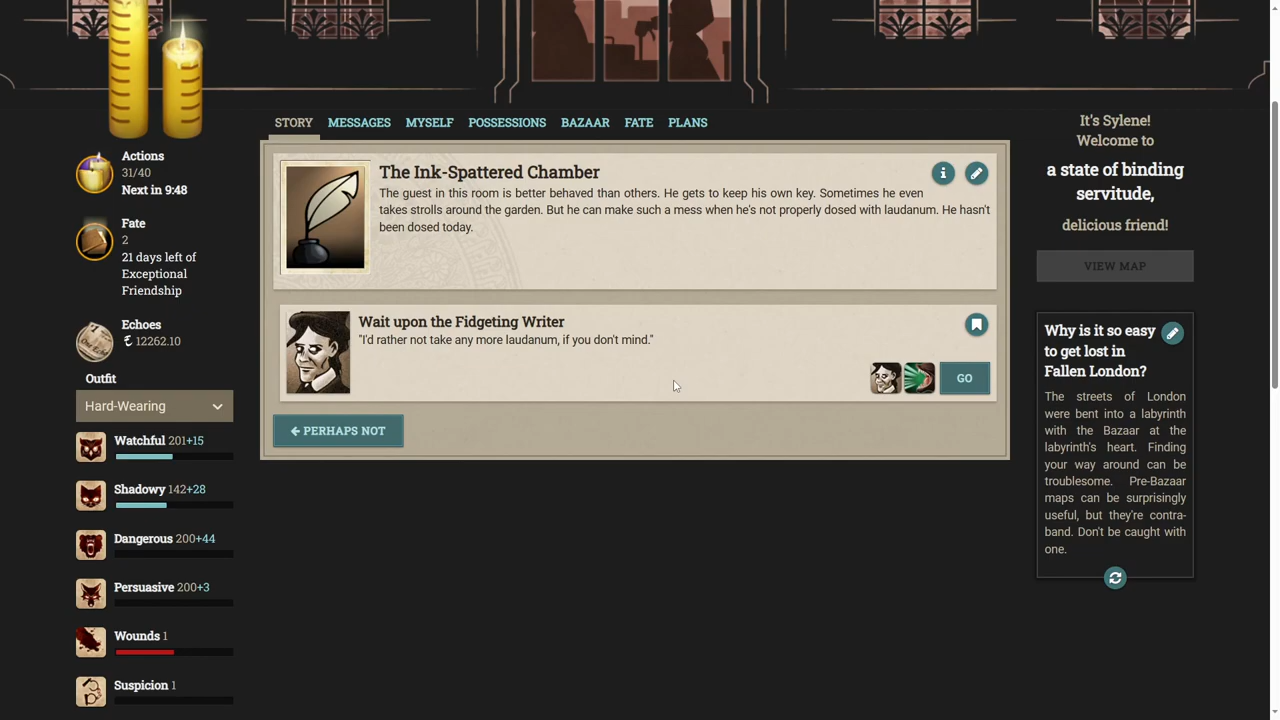 STORY MESSAGES MYSELF POSSESSIONS BAZAAR FATE PLANS
Actions
31/40
Next in 9:48
Fate
2
21 days left of
Exceptional
Friendship
Echoes
12262.10
Outfit
Hard-Wearing
Watchful 201+15
Shadowy 142+28
Dangerous 200+44
Persuasive 200+3
Wounds 1
Suspicion 1
The Ink-Spattered Chamber
The guest in this room is better behaved than others. He gets to keep his own key. Sometimes he even
takes strolls around the garden. But he can make such a mess when he's not properly dosed with laudanum. He hasn't
been dosed today.
Wait upon the Fidgeting Writer
"I'd rather not take any more laudanum, if you don't mind."
GO
PERHAPS NOT
It's Sylene!
Welcome to
a state of binding
servitude,
delicious friend!
VIEW MAP
Why is it so easy
to get lost in
Fallen London?
The streets of London
were bent into a labyrinth
with the Bazaar at the
labyrinth's heart. Finding
your way around can be
troublesome. Pre-Bazaar
maps can be surprisingly
useful, but they're contra-
band. Don't be caught with
one.